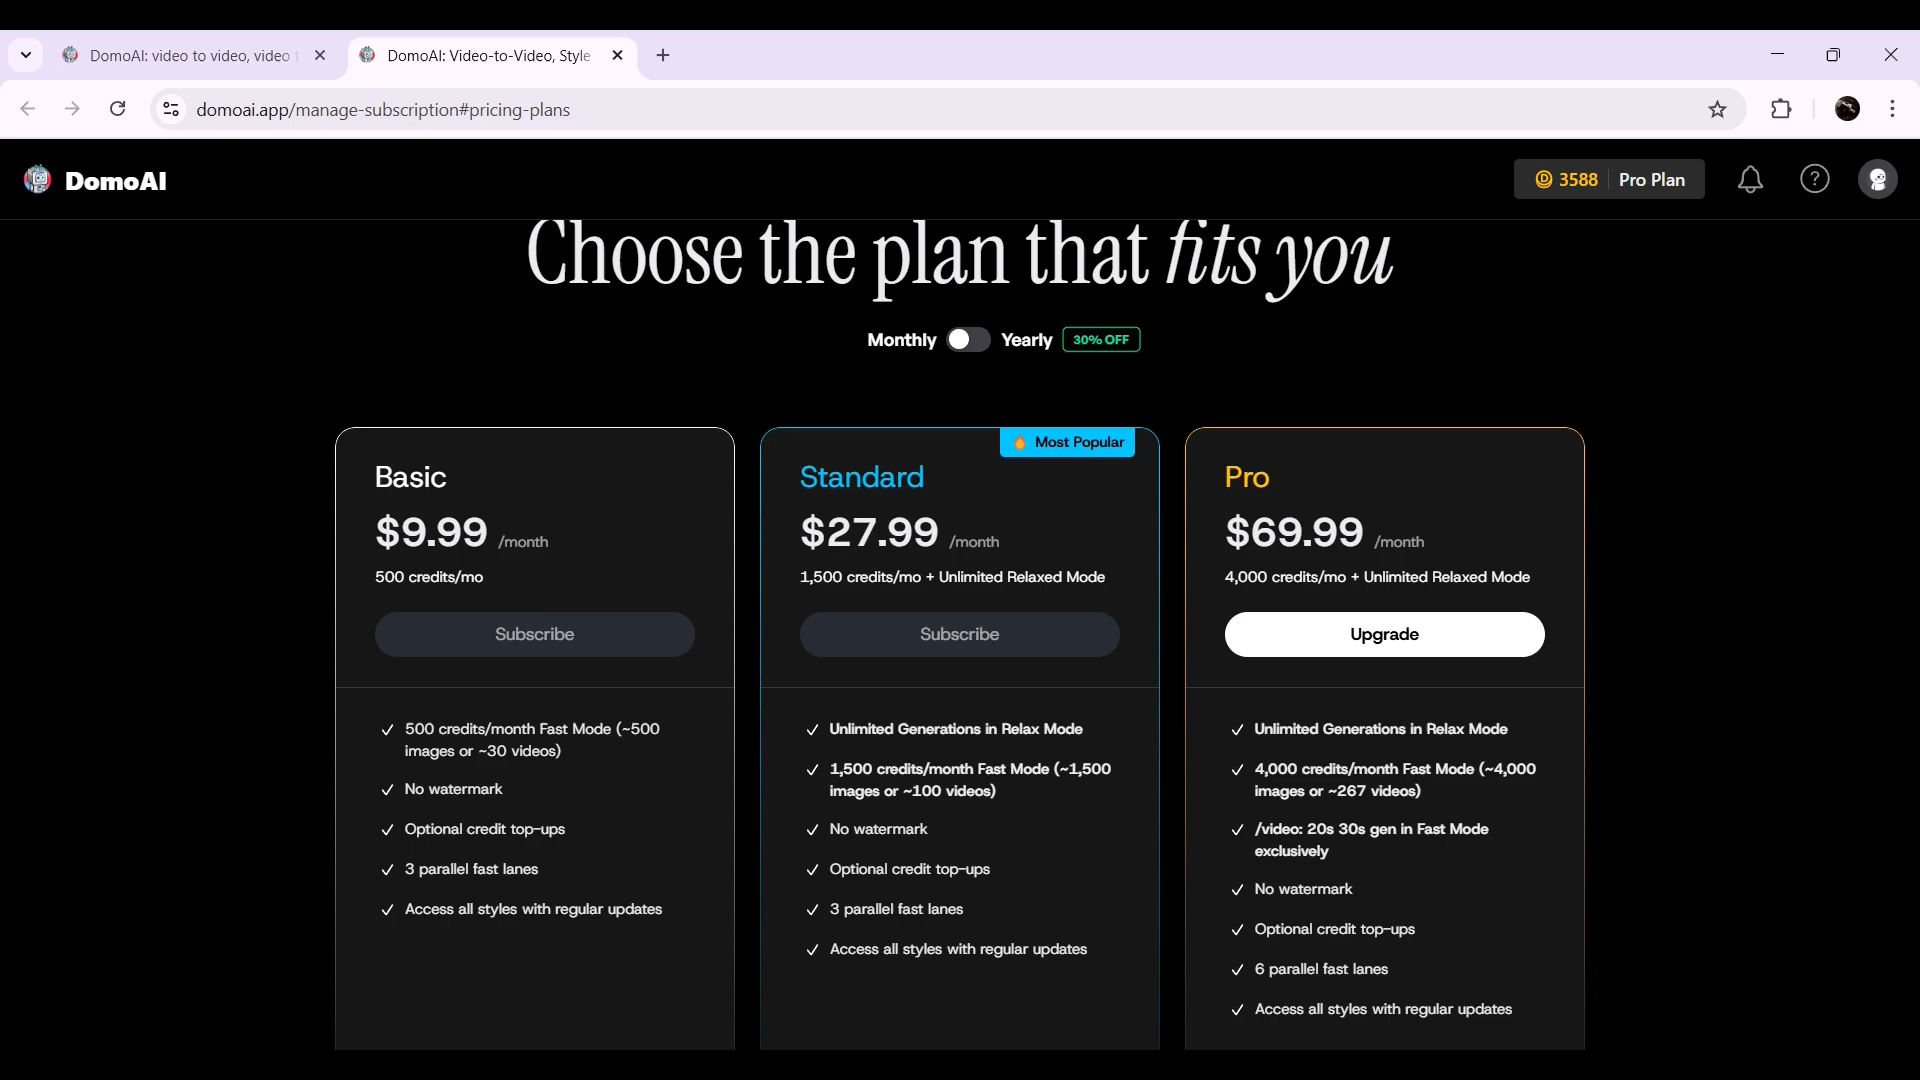 DomoAI: video to video, video t
DomoAI: Video-to-Video, Style
domoai.app/manage-subscription#pricing-plans
DomoAI
3588
Pro Plan
Choose the plan that fits you
Monthly
Yearly
30% OFF
Basic
$9.99 /month
500 credits/mo
Subscribe
500 credits/month Fast Mode (~500
images or ~30 videos)
No watermark
Optional credit top-ups
3 parallel fast lanes
Access all styles with regular updates
Most Popular
Standard
$27.99 /month
1,500 credits/mo + Unlimited Relaxed Mode
Subscribe
Unlimited Generations in Relax Mode
1,500 credits/month Fast Mode (~1,500
images or ~100 videos)
No watermark
Optional credit top-ups
3 parallel fast lanes
Access all styles with regular updates
Pro
$69.99 /month
4,000 credits/mo + Unlimited Relaxed Mode
Upgrade
Unlimited Generations in Relax Mode
4,000 credits/month Fast Mode (~4,000
images or ~267 videos)
/video: 20s 30s gen in Fast Mode
exclusively
No watermark
Optional credit top-ups
6 parallel fast lanes
Access all styles with regular updates